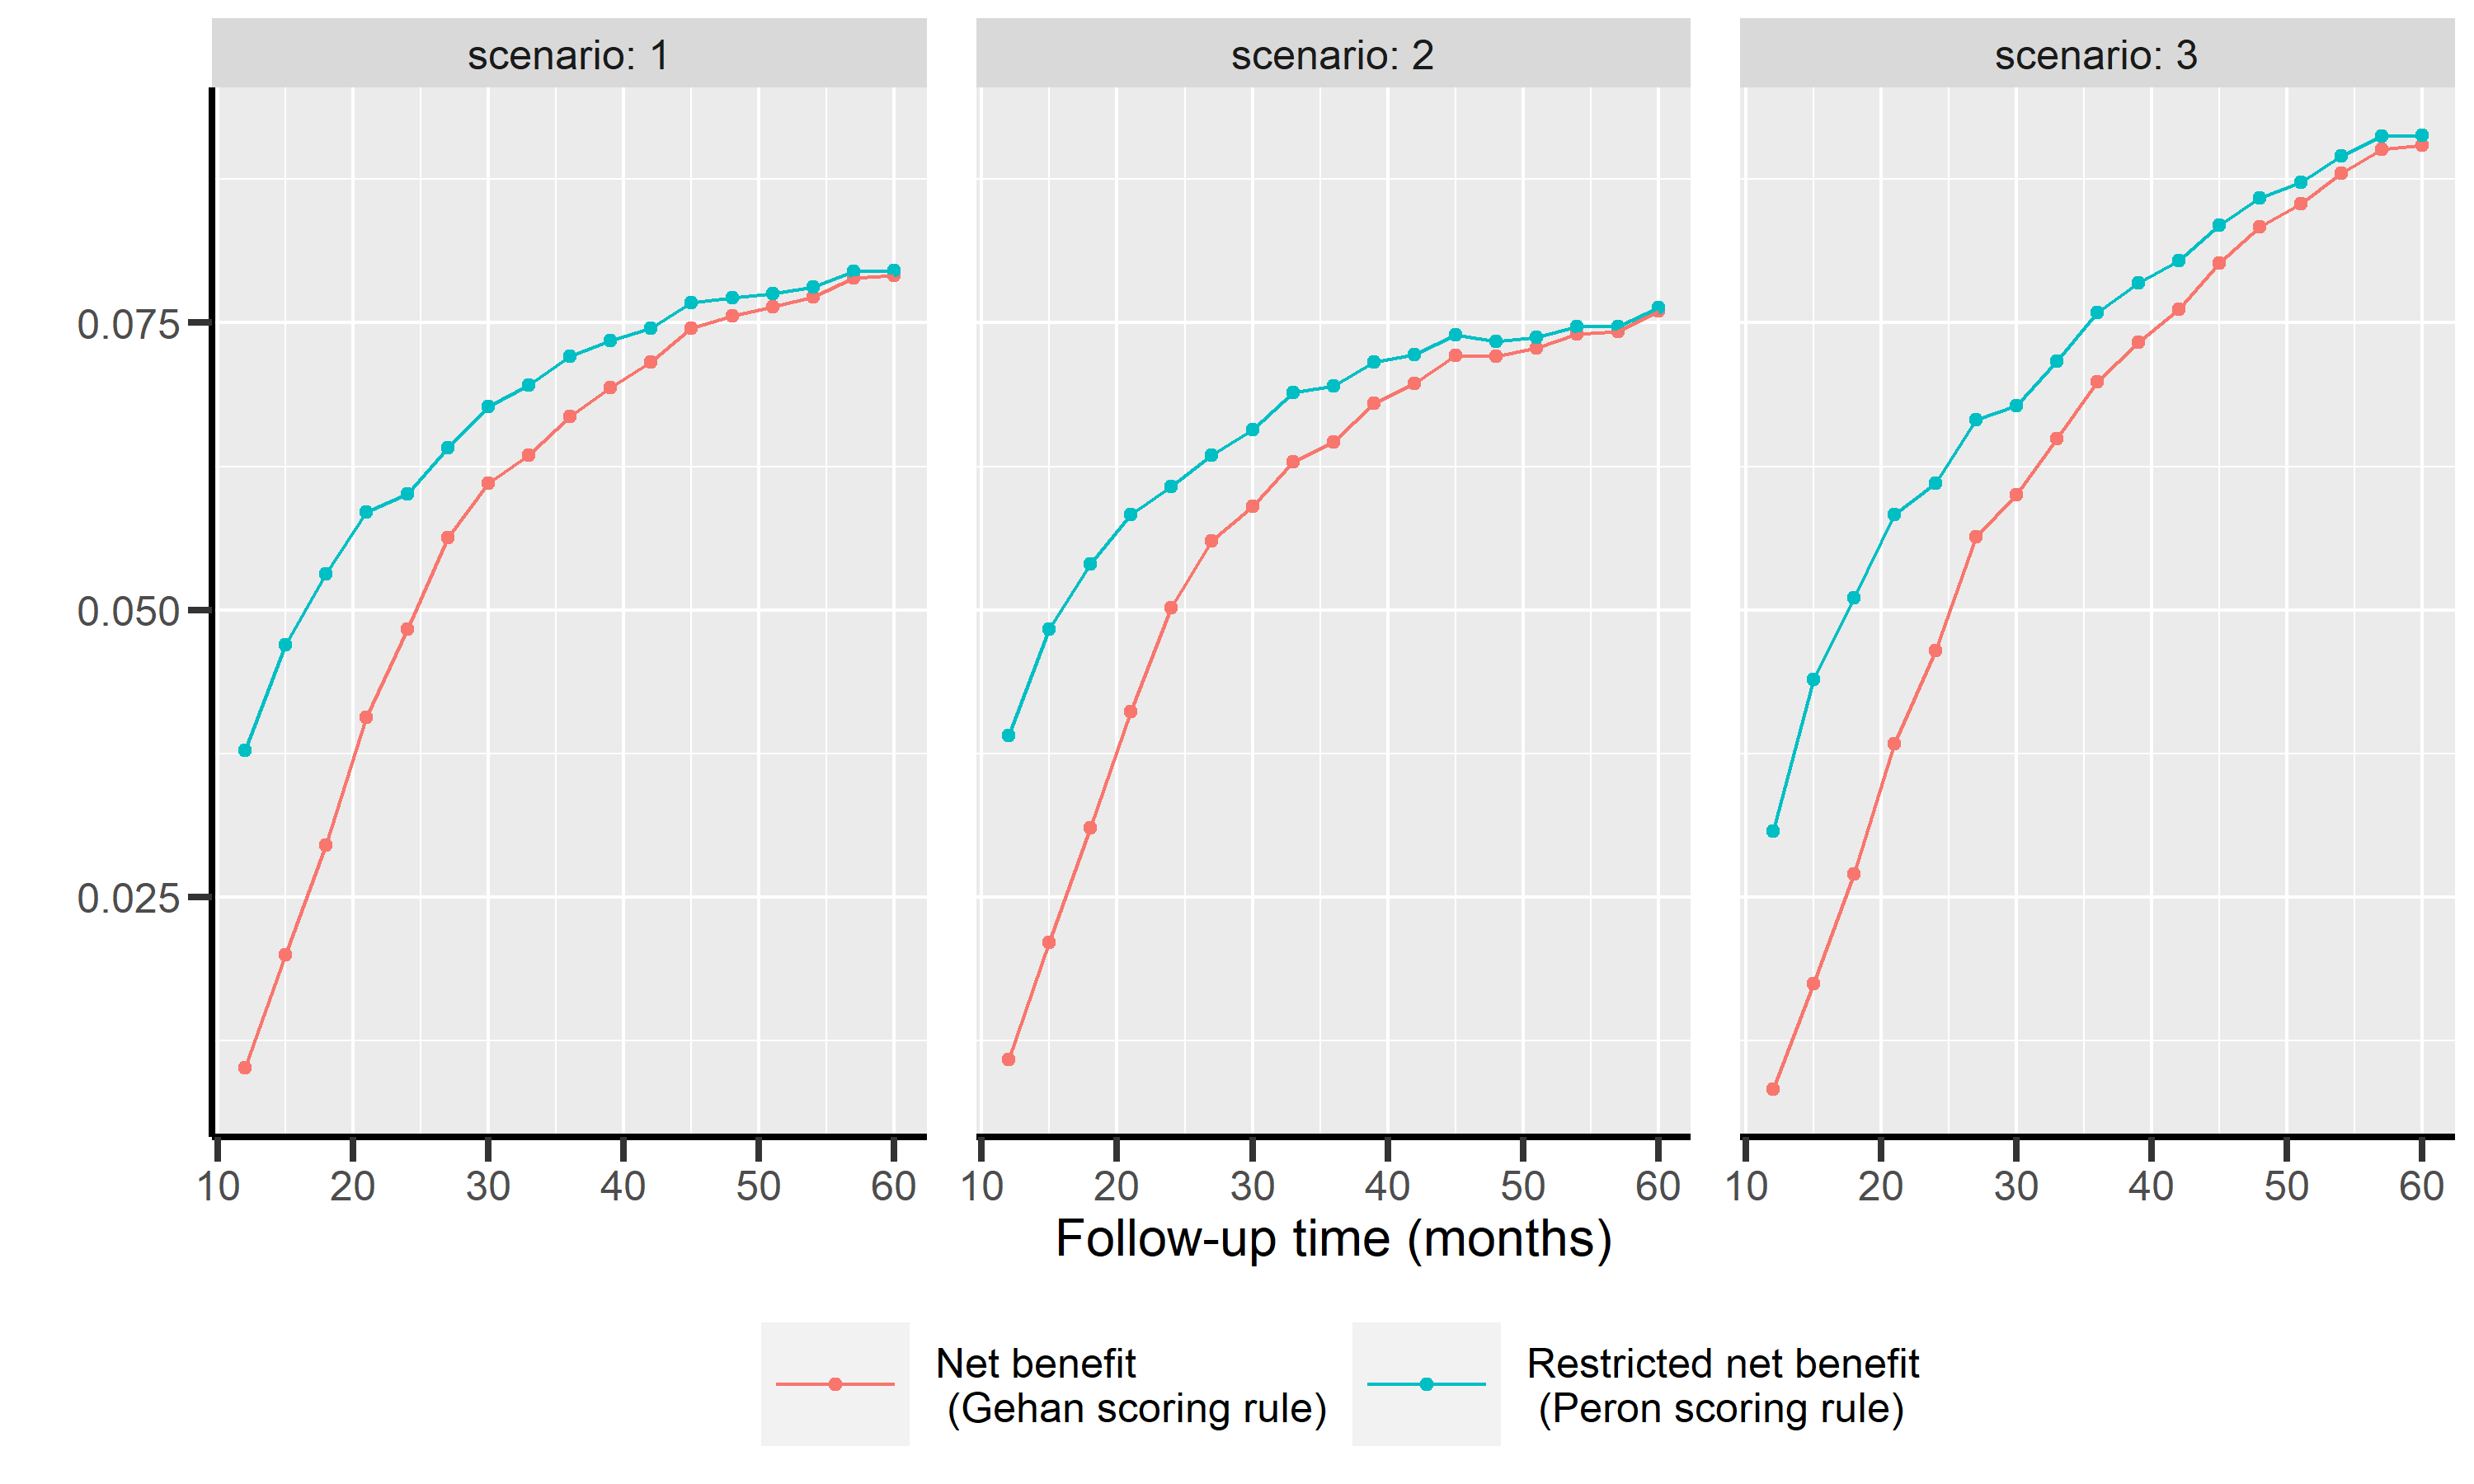 scenario: 1
scenario: 2
scenario: 3
0.075
0.050
0.025
10 20 30 40 50 60
10 20 30 40 50 60
10 20 30 40 50 60
Follow-up time (months)
Net benefit
(Gehan scoring rule)
Restricted net benefit
(Peron scoring rule)